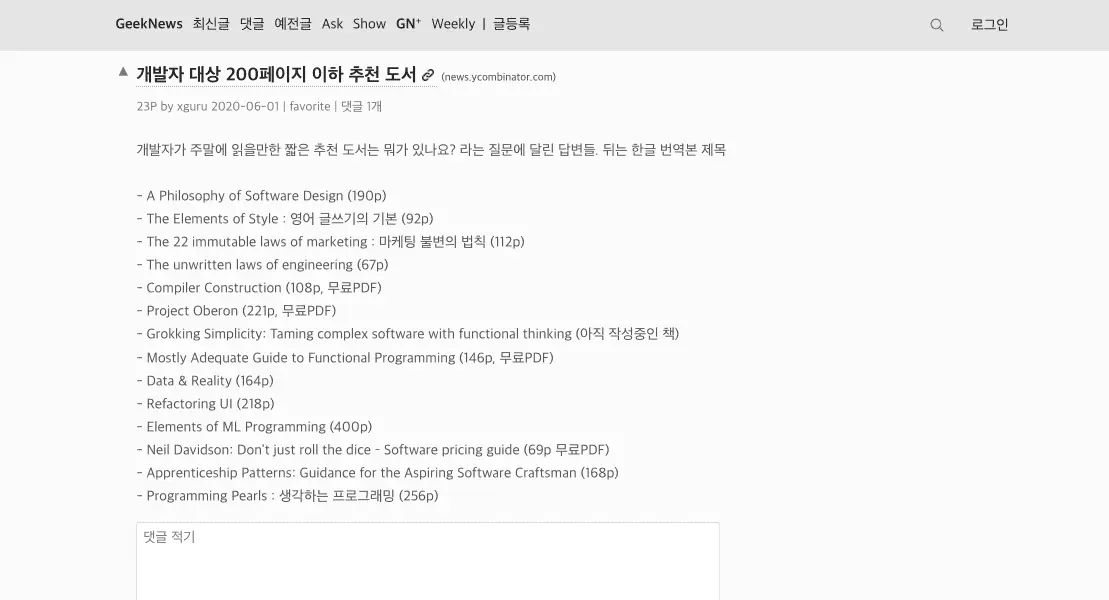 GeekNews 최신글 댓글 예전글 Ask Show GN⁺ Weekly | 글등록 로그인
▲ 개발자 대상 200페이지 이하 추천 도서 (news.ycombinator.com)
23P by xguru 2020-06-01 | favorite | 댓글 1개
개발자가 주말에 읽을만한 짧은 추천 도서는 뭐가 있나요? 라는 질문에 달린 답변들. 뒤는 한글 번역본 제목
- A Philosophy of Software Design (190p)
- The Elements of Style : 영어 글쓰기의 기본 (92p)
- The 22 immutable laws of marketing : 마케팅 불변의 법칙 (112p)
- The unwritten laws of engineering (67p)
- Compiler Construction (108p, 무료PDF)
- Project Oberon (221p, 무료PDF)
- Grokking Simplicity: Taming complex software with functional thinking (아직 작성중인 책)
- Mostly Adequate Guide to Functional Programming (146p, 무료PDF)
- Data & Reality (164p)
- Refactoring UI (218p)
- Elements of ML Programming (400p)
- Neil Davidson: Don't just roll the dice - Software pricing guide (69p 무료PDF)
- Apprenticeship Patterns: Guidance for the Aspiring Software Craftsman (168p)
- Programming Pearls : 생각하는 프로그래밍 (256p)
댓글 적기